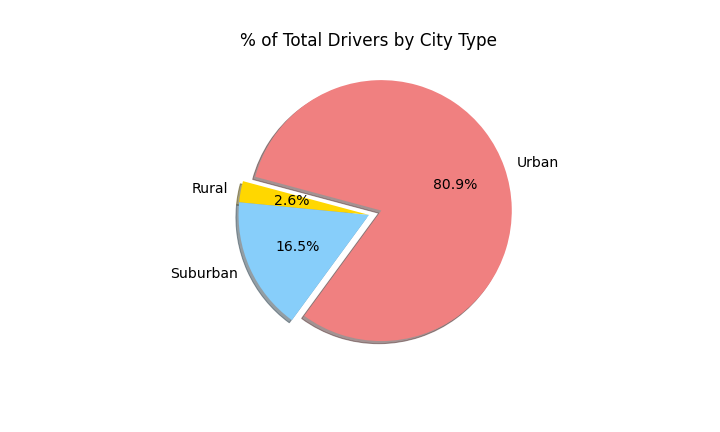 % of Total Drivers by City Type
Urban
80.9%
Rural
2.6%
16.5%
Suburban